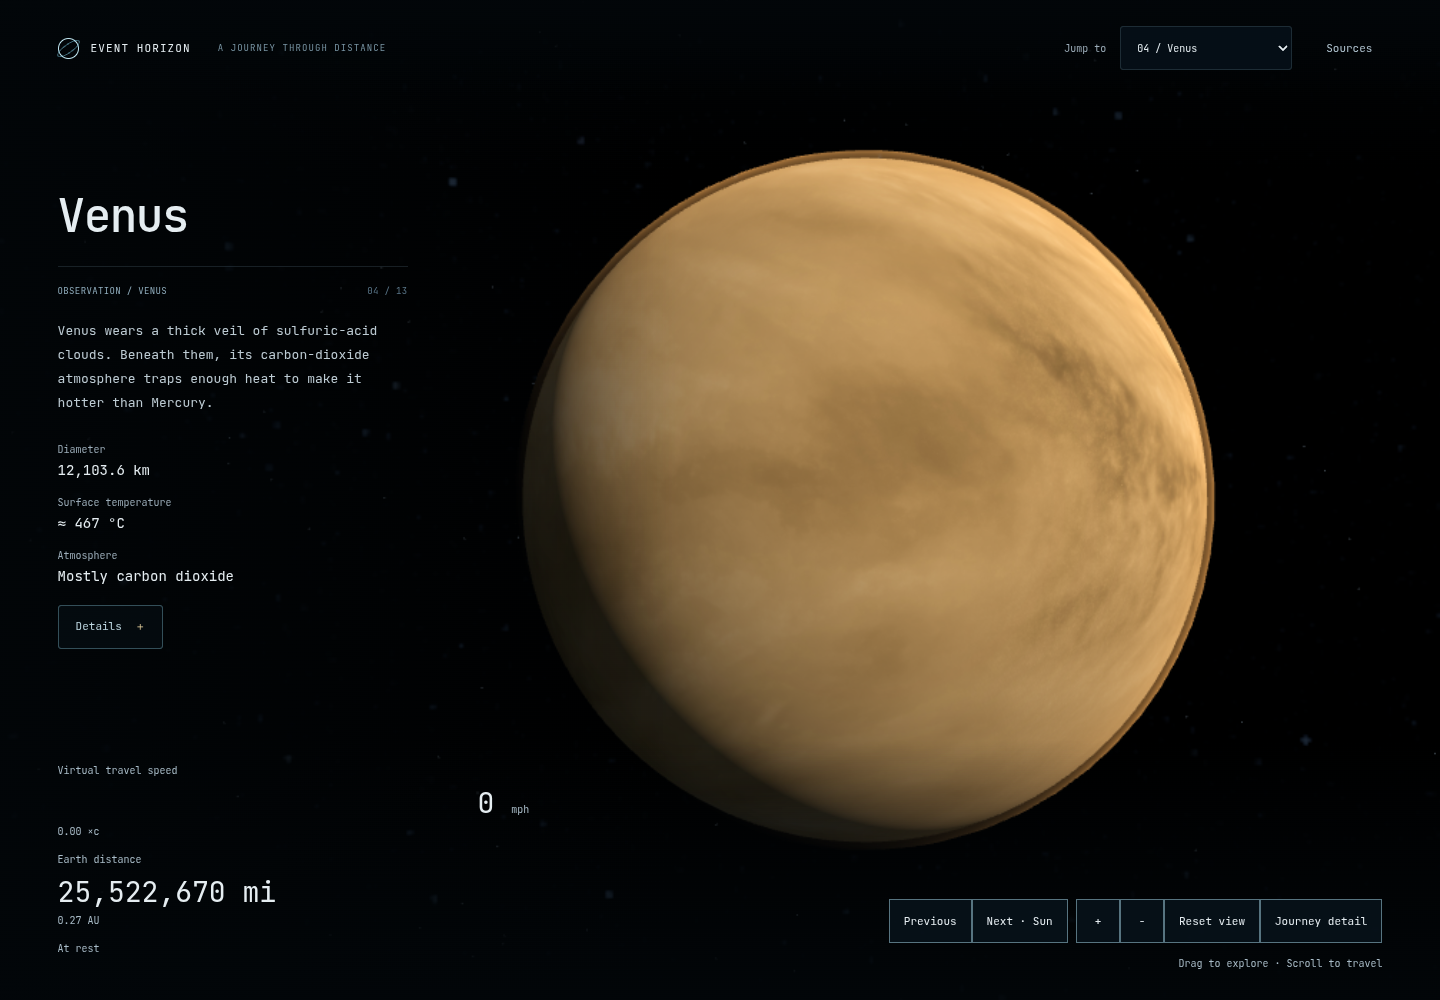 EVENT HORIZON
A JOURNEY THROUGH DISTANCE
Jump to
04 / Venus
Sources
Venus
OBSERVATION / VENUS
04 / 13
Venus wears a thick veil of sulfuric-acid
clouds. Beneath them, its carbon-dioxide
atmosphere traps enough heat to make it
hotter than Mercury.
Diameter
12,103.6 km
Surface temperature
≈ 467 °C
Atmosphere
Mostly carbon dioxide
Details +
Virtual travel speed
0 mph
0.00 ×c
Earth distance
25,522,670 mi
0.27 AU
At rest
Previous
Next · Sun
+
-
Reset view
Journey detail
Drag to explore · Scroll to travel